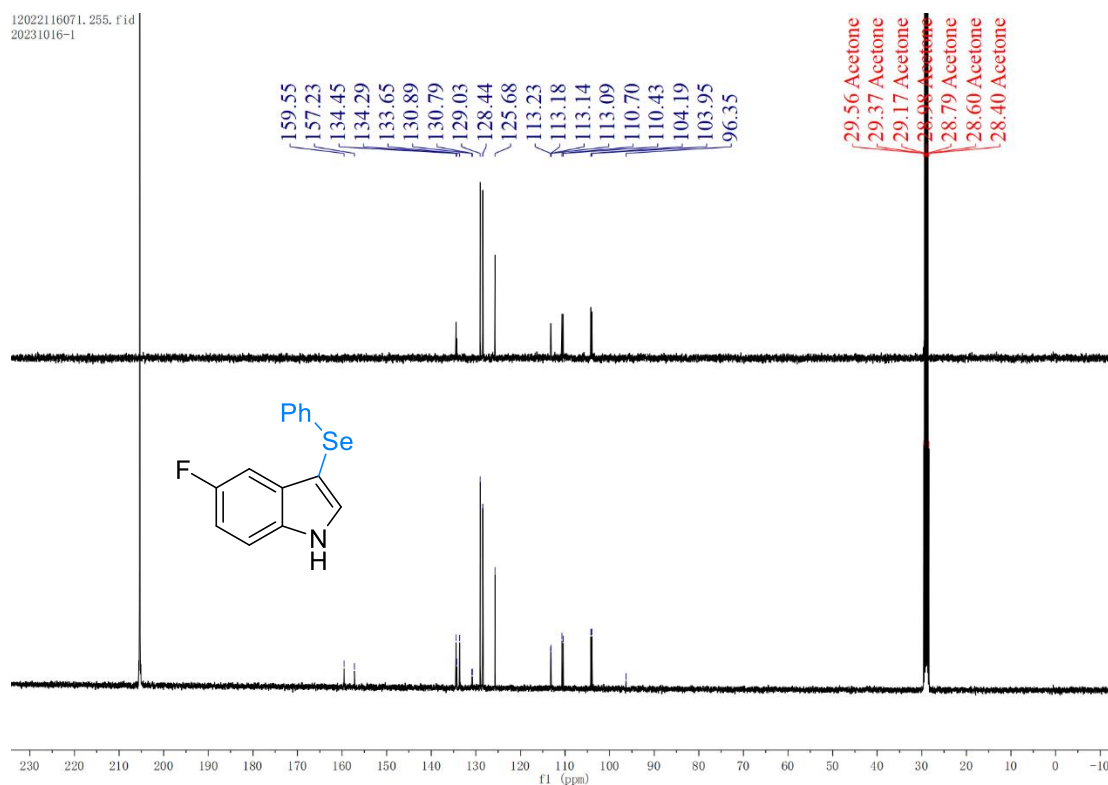 12022116071.255.fid
20231016-1
159.55
157.23
134.45
134.29
133.65
130.89
130.79
129.03
128.44
125.68
113.23
113.18
113.14
113.09
110.70
110.43
104.19
103.95
96.35
29.56 Acetone
29.37 Acetone
29.17 Acetone
28.98 Acetone
28.79 Acetone
28.60 Acetone
28.40 Acetone
Ph
Se
F
N
H
230 220 210 200 190 180 170 160 150 140 130 120 110 100 90 80 70 60 50 40 30 20 10 0 -10
f1 (ppm)